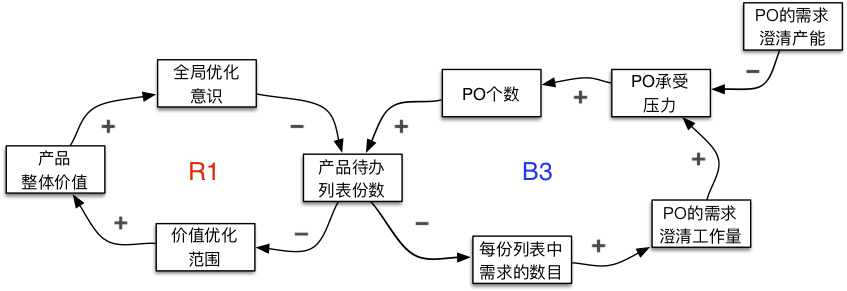 PO的需求
澄清产能
全局优化
意识
PO承受
压力
PO个数
−
−
+
+
−
+
产品
整体价值
R1
产品待办
列表份数
B3
+
+
−
−
价值优化
范围
每份列表中
需求的数目
+
PO的需求
澄清工作量